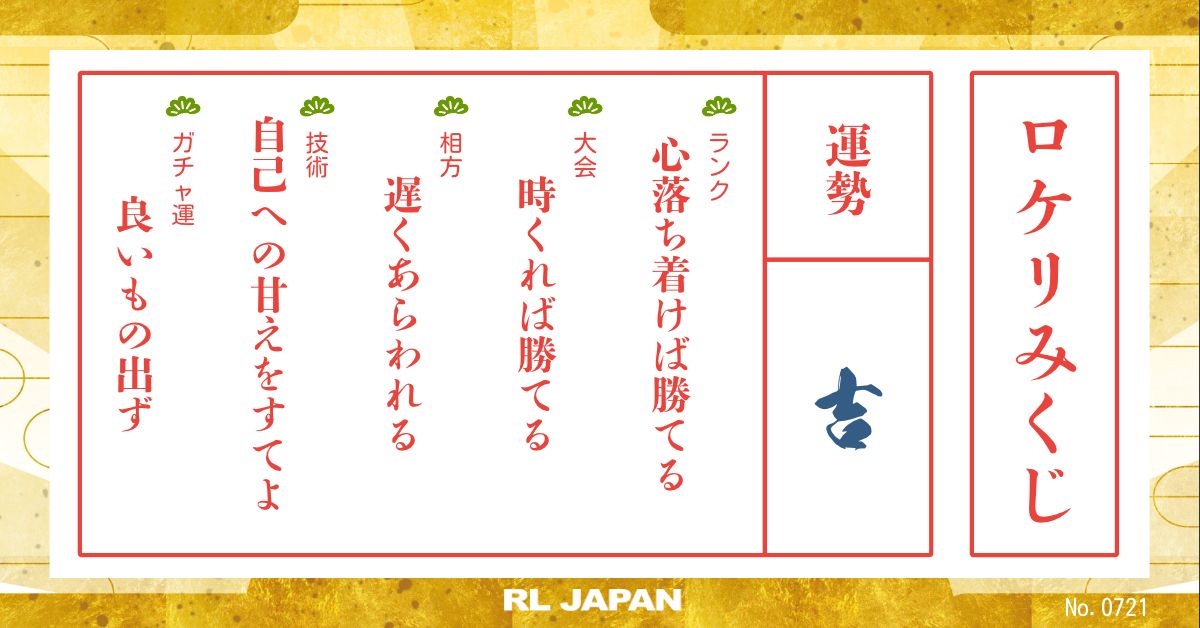 ロケリみくじ
運勢
吉
ランク
心落ち着けば勝てる
大会
時くれば勝てる
相方
遅くあらわれる
技術
自己への甘えをすてよ
ガチャ運
良いもの出ず
RL JAPAN
No. 0721